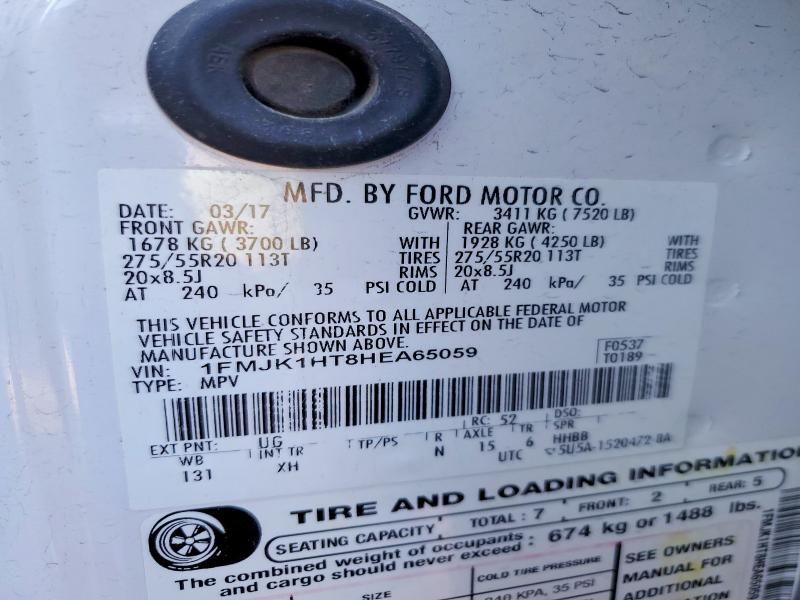 MFD. BY FORD MOTOR CO.
DATE: 03/17 GVWR: 3411 KG ( 7520 LB)
FRONT GAWR: REAR GAWR:
1678 KG ( 3700 LB) WITH 1928 KG ( 4250 LB) WITH
275/55R20 113T TIRES 275/55R20 113T TIRES
20x8.5J RIMS 20x8.5J RIMS
AT 240 kPa/ 35 PSI COLD AT 240 kPa/ 35 PSI COLD
THIS VEHICLE CONFORMS TO ALL APPLICABLE FEDERAL MOTOR
VEHICLE SAFETY STANDARDS IN EFFECT ON THE DATE OF
MANUFACTURE SHOWN ABOVE.
VIN: 1FMJK1HT8HEA65059 F0537
TYPE: MPV T0189
RC: 52 DSO:
EXT PNT: UG INT TR TP/PS R AXLE TR SPR
WB N 15 6 HHBB
131 XH UTC 5U5A-1520472-BA
TIRE AND LOADING INFORMATION
SEATING CAPACITY TOTAL : 7 FRONT: 2 REAR: 5
The combined weight of occupants
and cargo should never exceed : 674 kg or 1488 lbs.
SIZE COLD TIRE PRESSURE SEE OWNERS
240 KPA, 35 PSI MANUAL FOR
ADDITIONAL